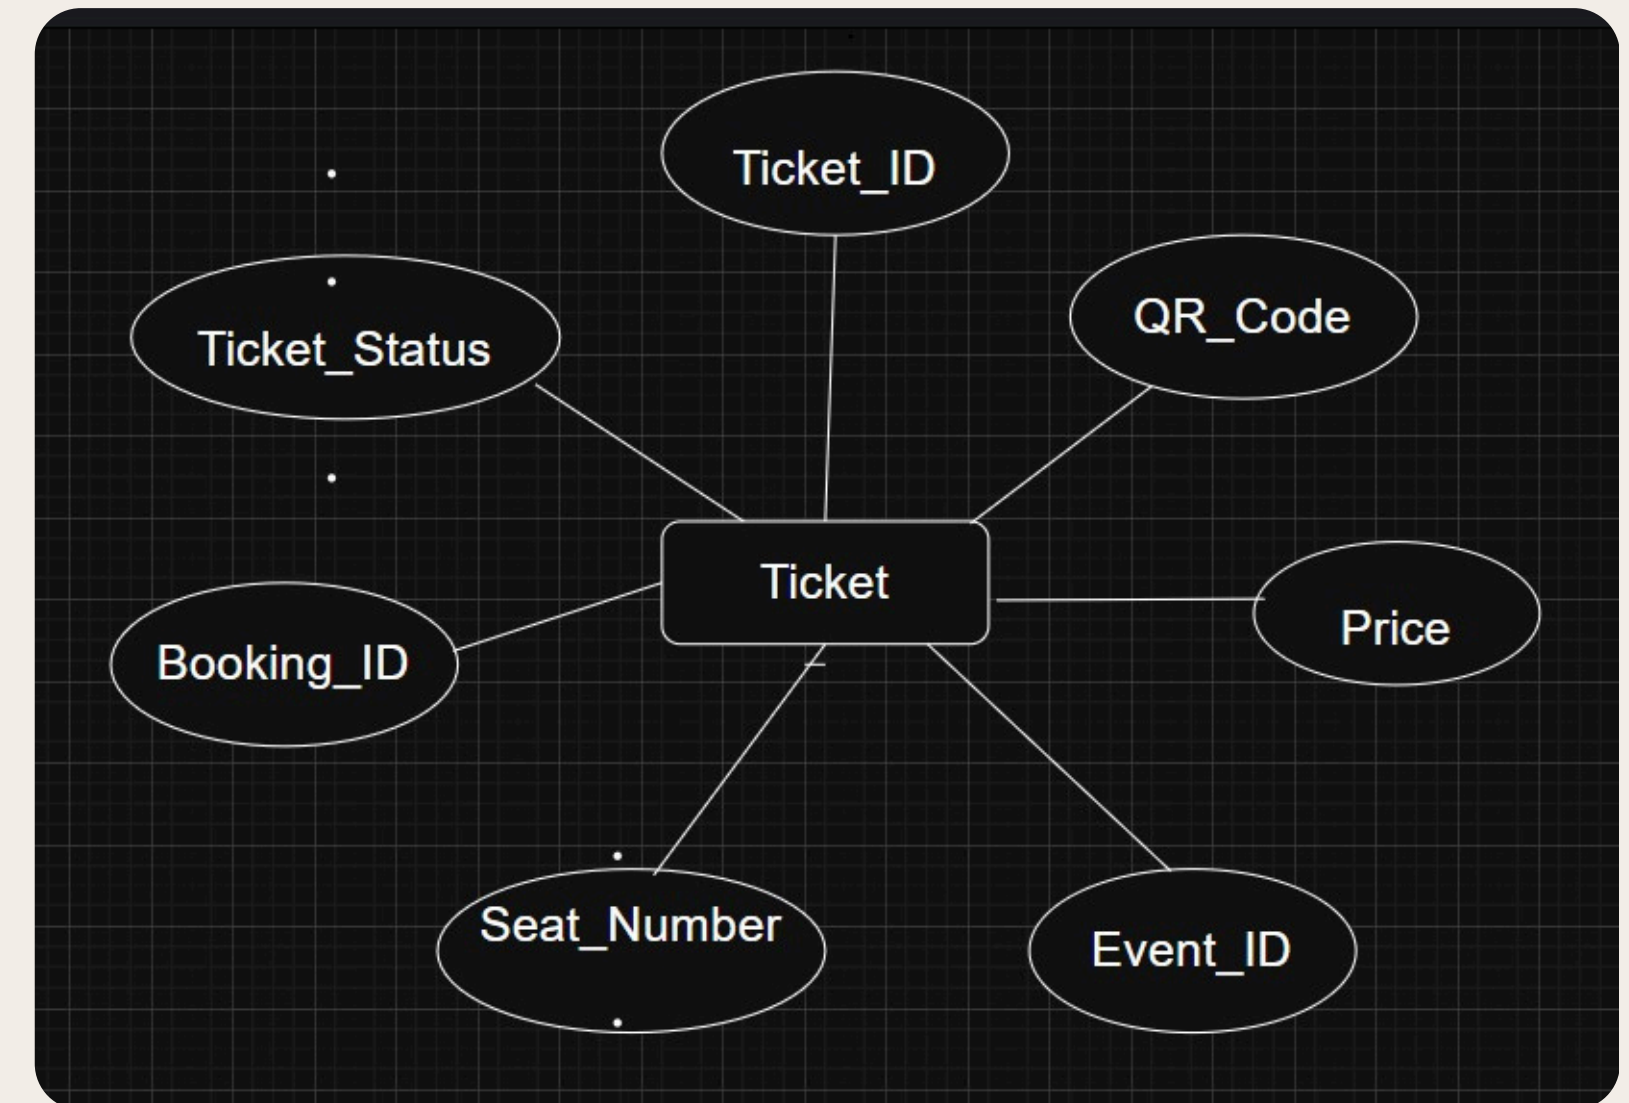 Ticket_ID
QR_Code
Ticket_Status
Ticket
Price
Booking_ID
Seat_Number
Event_ID